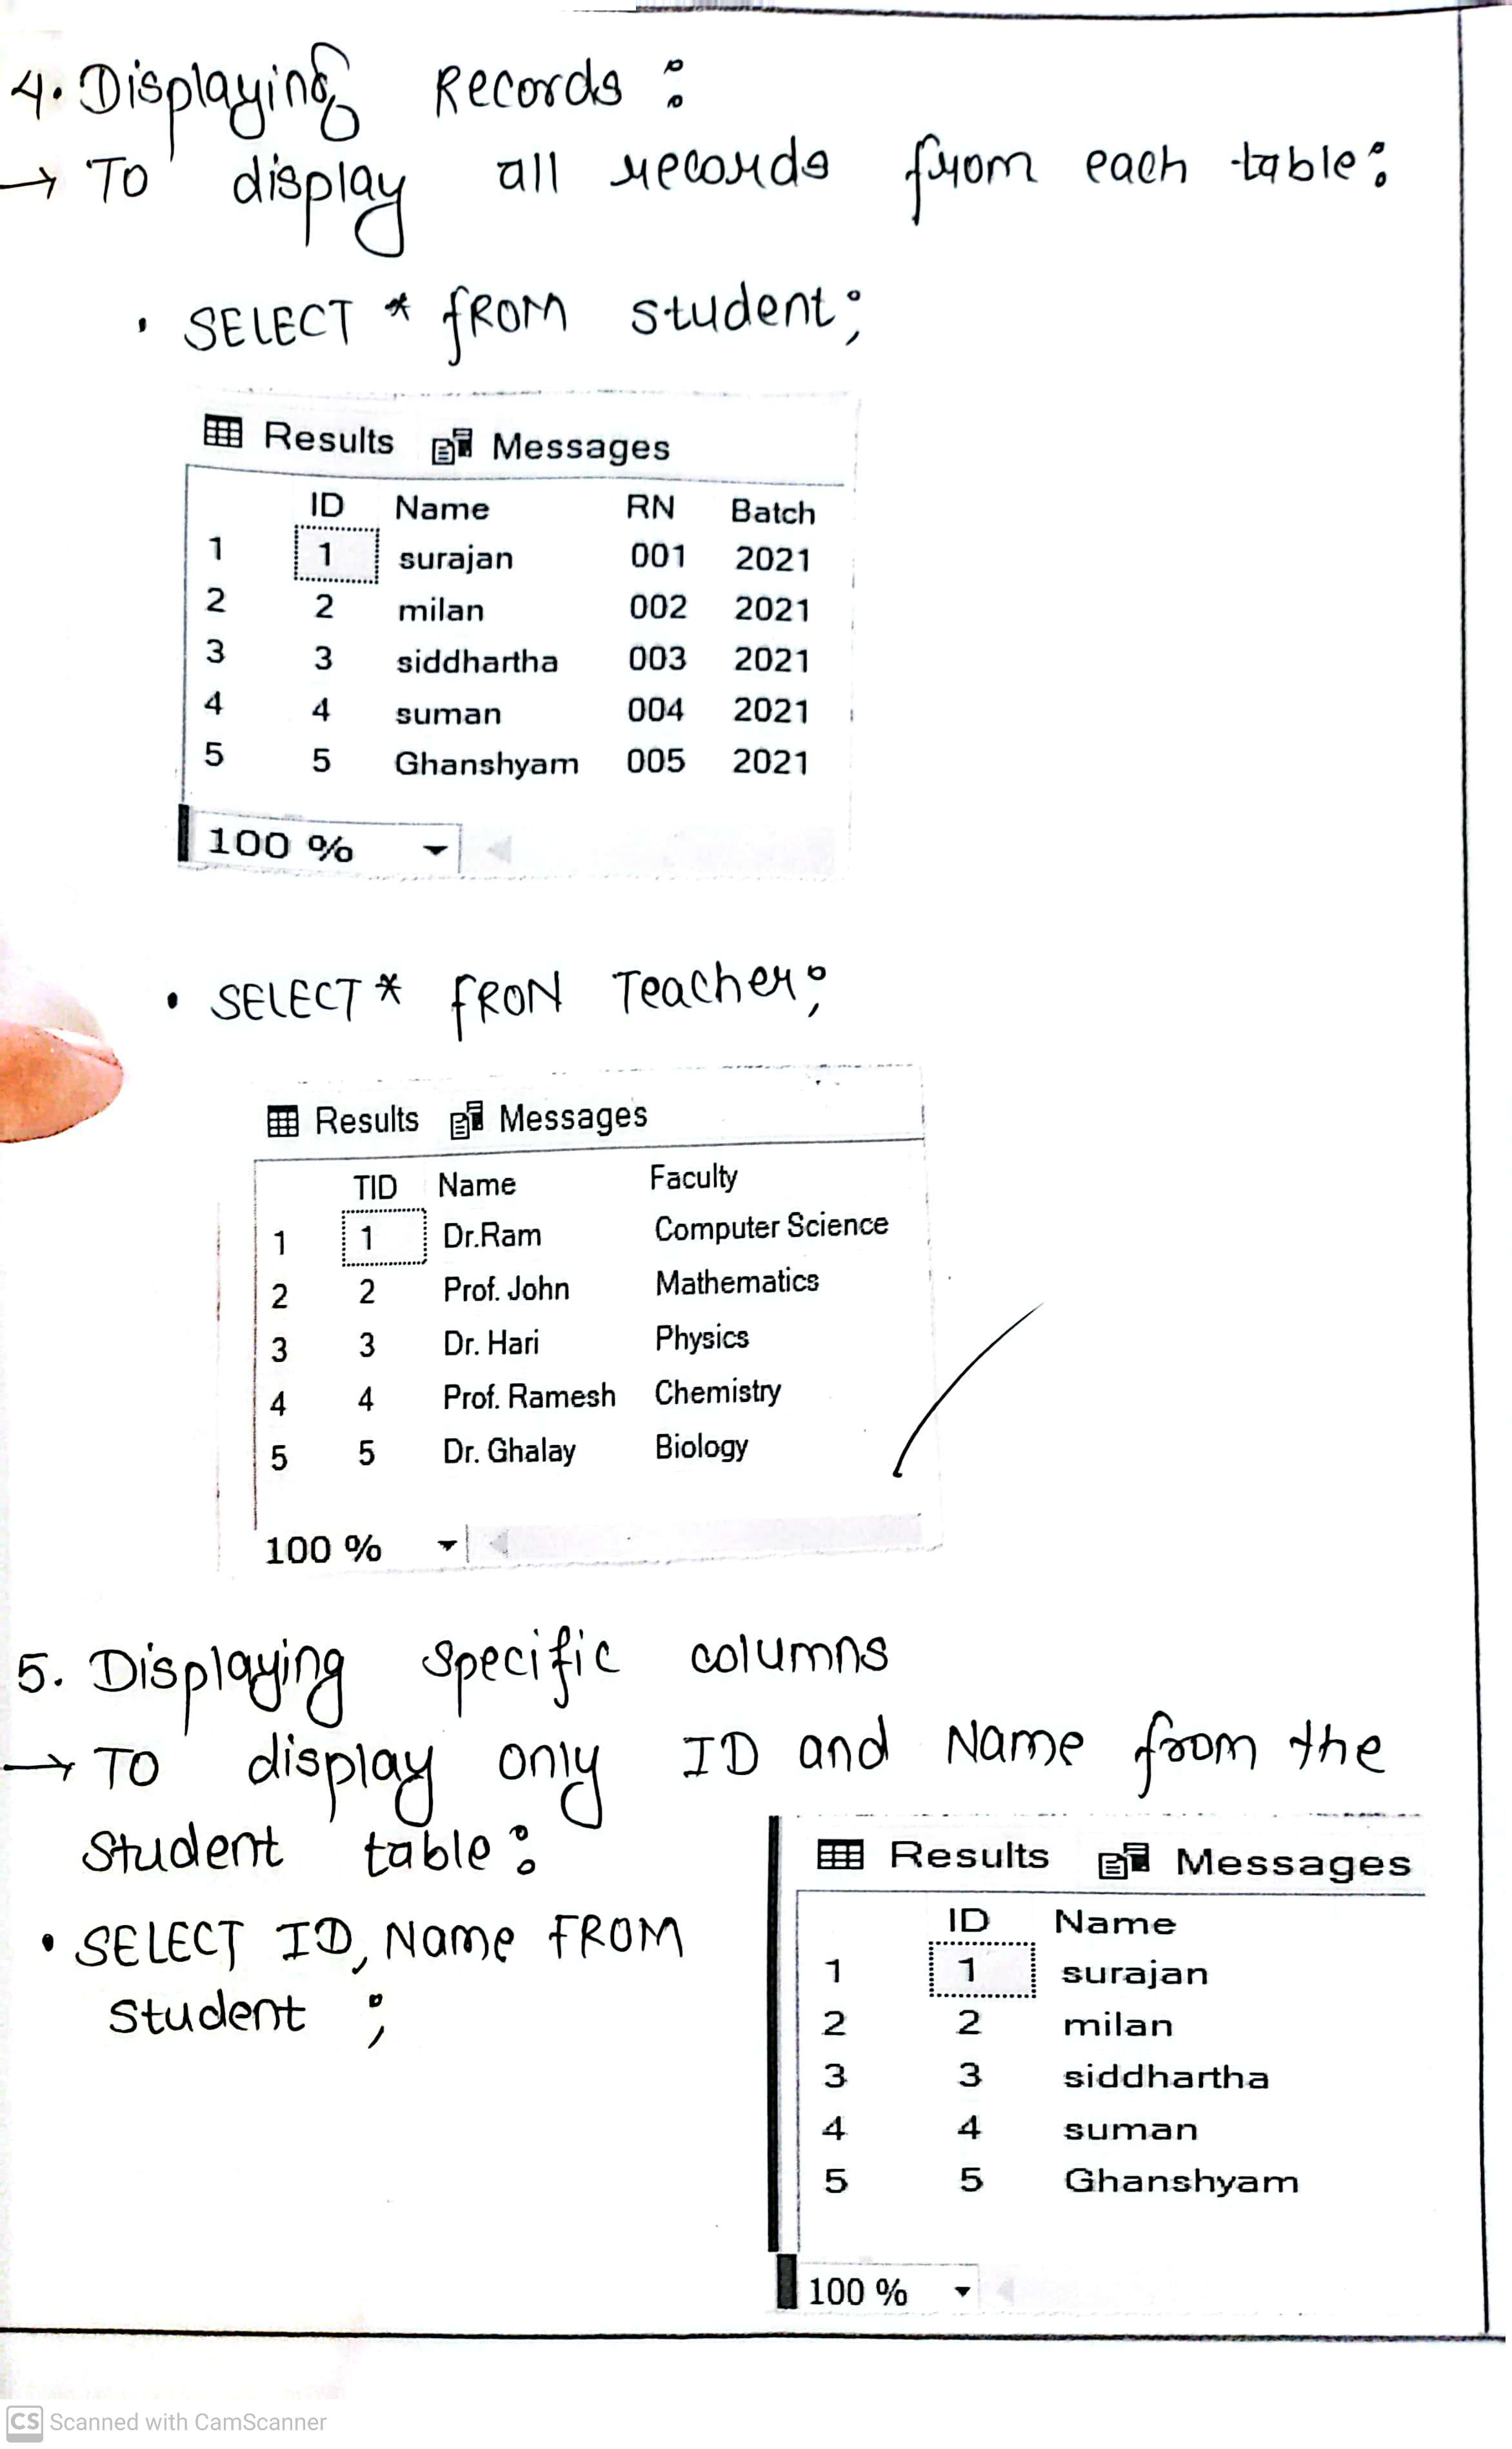 4. Displaying Records :
→ To display all records from each table:
• SELECT * fROM student;
Results Messages
ID Name RN Batch
1 1 surajan 001 2021
2 2 milan 002 2021
3 3 siddhartha 003 2021
4 4 suman 004 2021
5 5 Ghanshyam 005 2021
100 %
• SELECT * fRON Teacher;
Results Messages
TID Name Faculty
1 1 Dr.Ram Computer Science
2 2 Prof. John Mathematics
3 3 Dr. Hari Physics
4 4 Prof. Ramesh Chemistry
5 5 Dr. Ghalay Biology
100 %
5. Displaying specific columns
→ To display only ID and Name from the
Student table:
• SELECT ID, Name FROM
Student ;
Results Messages
ID Name
1 1 surajan
2 2 milan
3 3 siddhartha
4 4 suman
5 5 Ghanshyam
100 %
CS Scanned with CamScanner